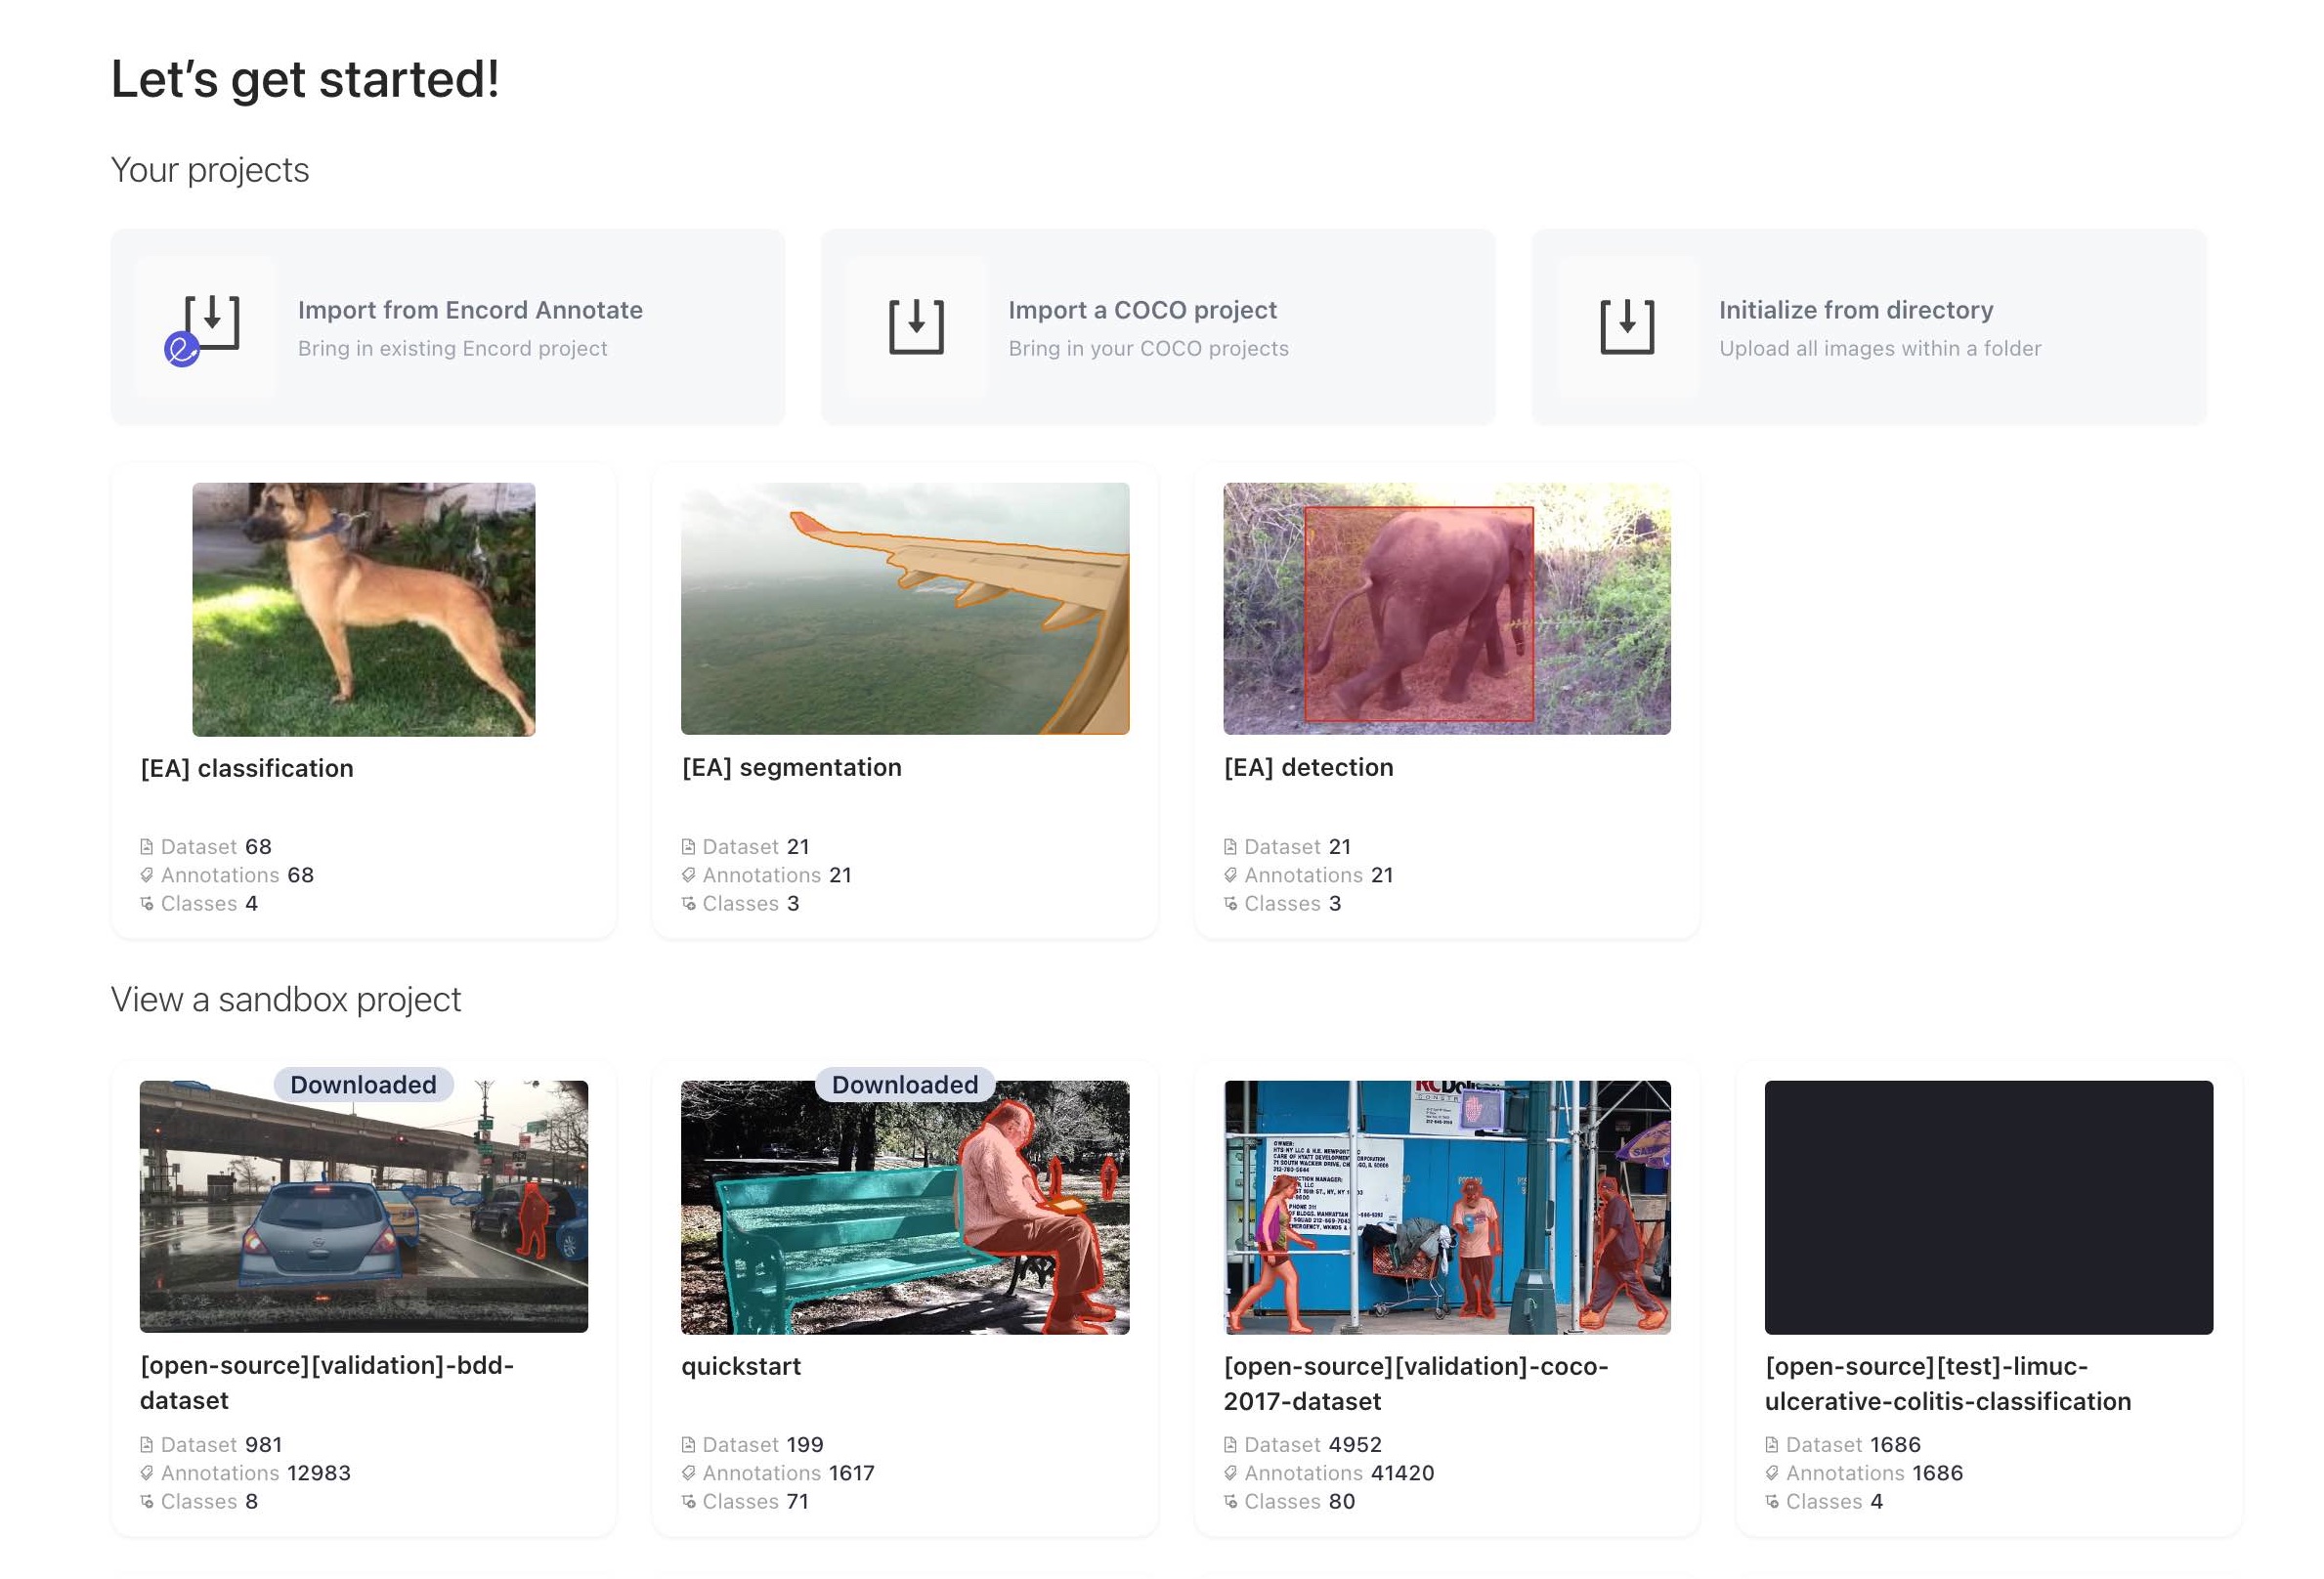 Let's get started!
Your projects
Import from Encord Annotate
Bring in existing Encord project
Import a COCO project
Bring in your COCO projects
Initialize from directory
Upload all images within a folder
[EA] classification
Dataset 68
Annotations 68
Classes 4
[EA] segmentation
Dataset 21
Annotations 21
Classes 3
[EA] detection
Dataset 21
Annotations 21
Classes 3
View a sandbox project
Downloaded
[open-source][validation]-bdd-
dataset
Dataset 981
Annotations 12983
Classes 8
Downloaded
quickstart
Dataset 199
Annotations 1617
Classes 71
OWNER:
[open-source][validation]-coco-
2017-dataset
Dataset 4952
Annotations 41420
Classes 80
[open-source][test]-limuc-
ulcerative-colitis-classification
Dataset 1686
Annotations 1686
Classes 4